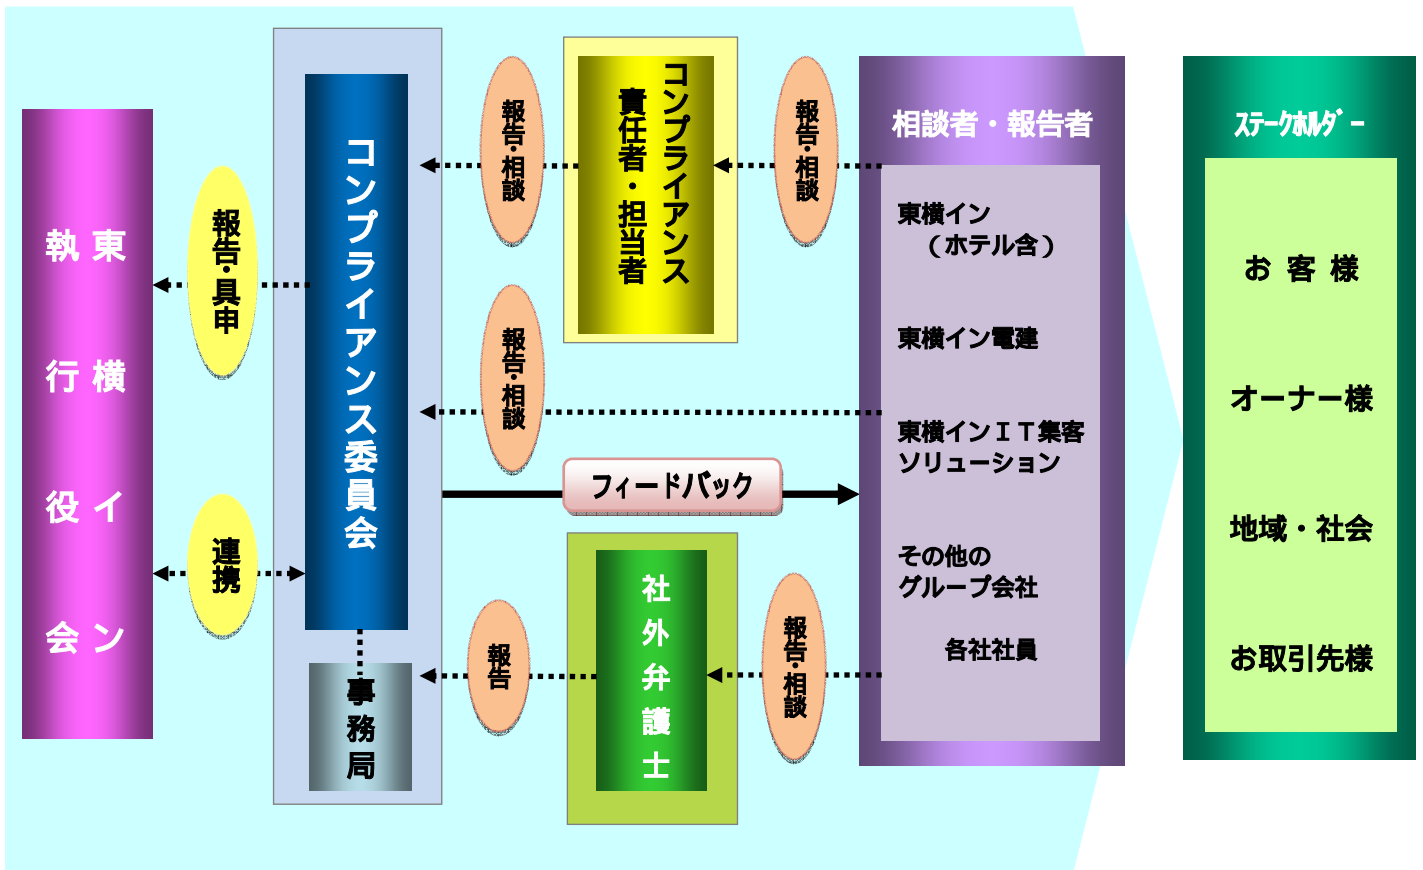 東横イン
執行役会
報告・具申
連携
コンプライアンス委員会
事務局
報告・相談
コンプライアンス
責任者・担当者
報告・相談
報告・相談
フィードバック
報告
社外弁護士
報告・相談
相談者・報告者
東横イン
（ホテル含）
東横イン電建
東横インＩＴ集客
ソリューション
その他の
グループ会社
各社社員
ｽﾃｰｸﾎﾙﾀﾞｰ
お客様
オーナー様
地域・社会
お取引先様